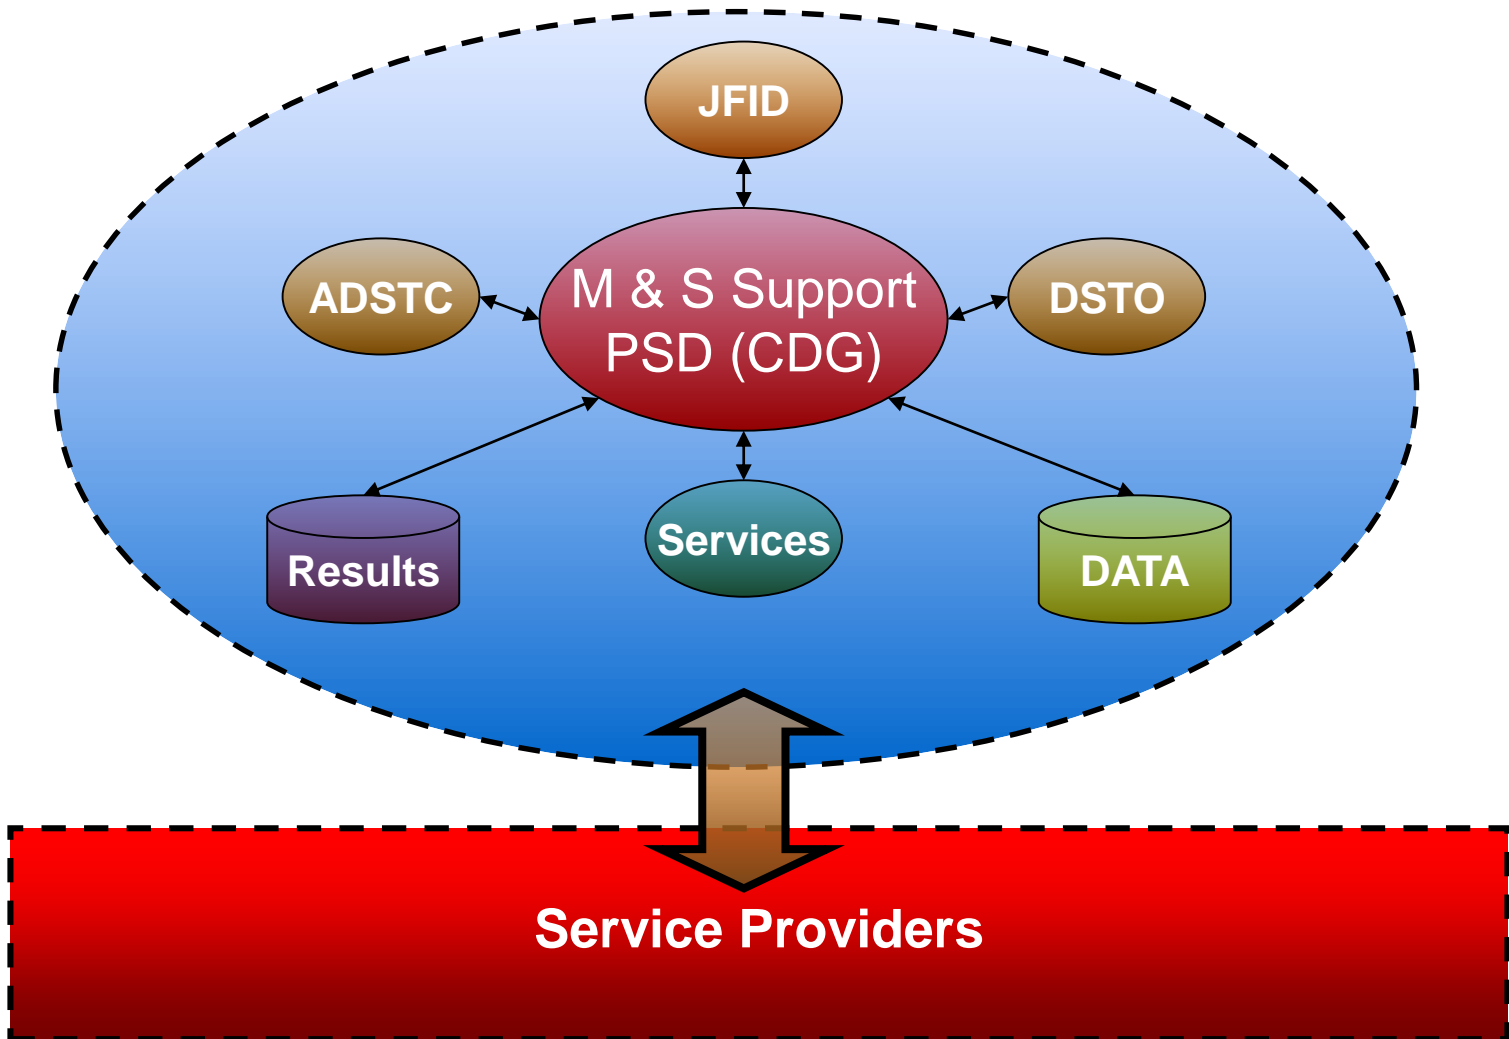 JFID
ADSTC
M & S Support
PSD (CDG)
DSTO
Results
Services
DATA
Service Providers